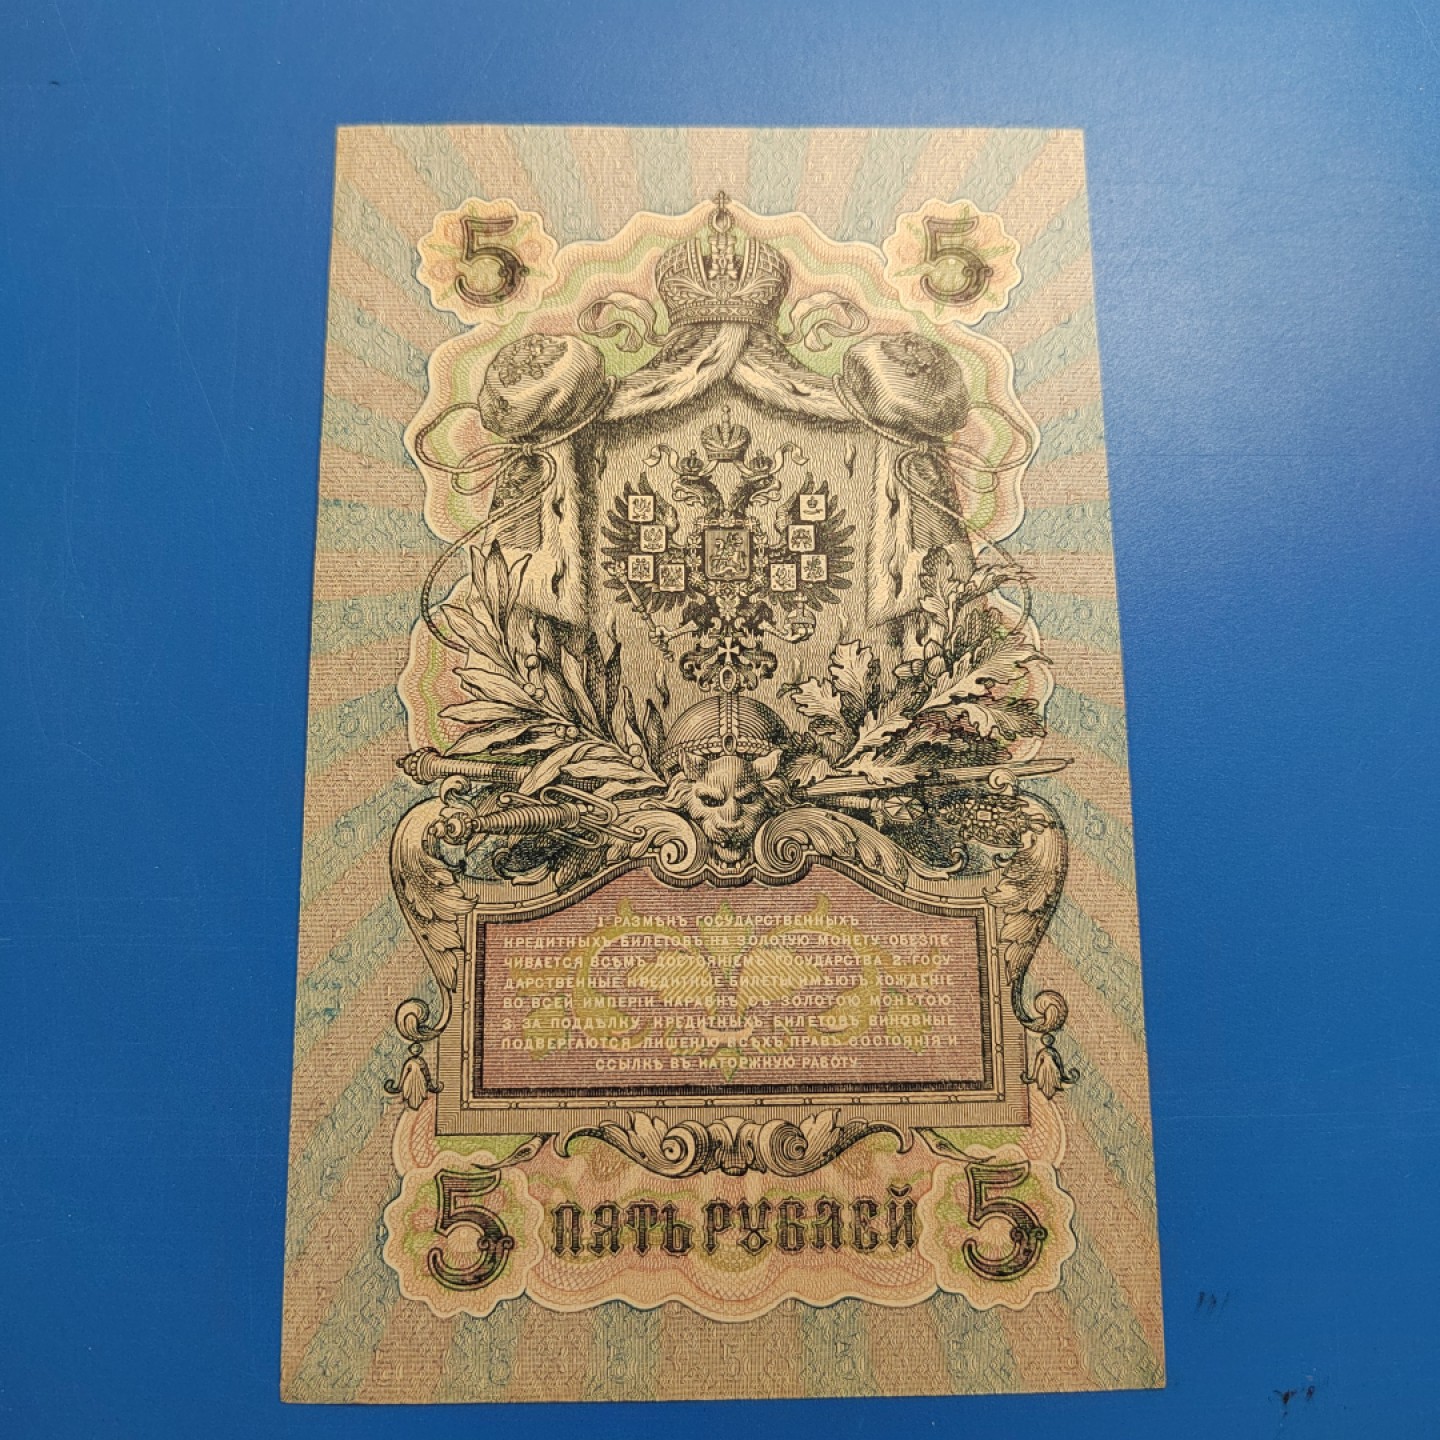 5 5
1 РАЗМѢНЪ ГОСУДАРСТВЕННЫХЪ
КРЕДИТНЫХЪ БИЛЕТОВЪ НА ЗОЛОТУЮ МОНЕТУ ОБЕЗПЕ-
ЧИВАЕТСЯ ВСѢМЪ ДОСТОЯНІЕМЪ ГОСУДАРСТВА 2 ГОСУ-
ДАРСТВЕННЫЕ КРЕДИТНЫЕ БИЛЕТЫ ИМѢЮТЪ ХОЖДЕНІЕ
ВО ВСЕЙ ИМПЕРІИ НАРАВНѢ СЪ ЗОЛОТОЮ МОНЕТОЮ
3 ЗА ПОДДѢЛКУ КРЕДИТНЫХЪ БИЛЕТОВЪ ВИНОВНЫЕ
ПОДВЕРГАЮТСЯ ЛИШЕНІЮ ВСѢХЪ ПРАВЪ СОСТОЯНІЯ И
ССЫЛКѢ ВЪ КАТОРЖНУЮ РАБОТУ
5 ПЯТЬ РУБЛЕЙ 5